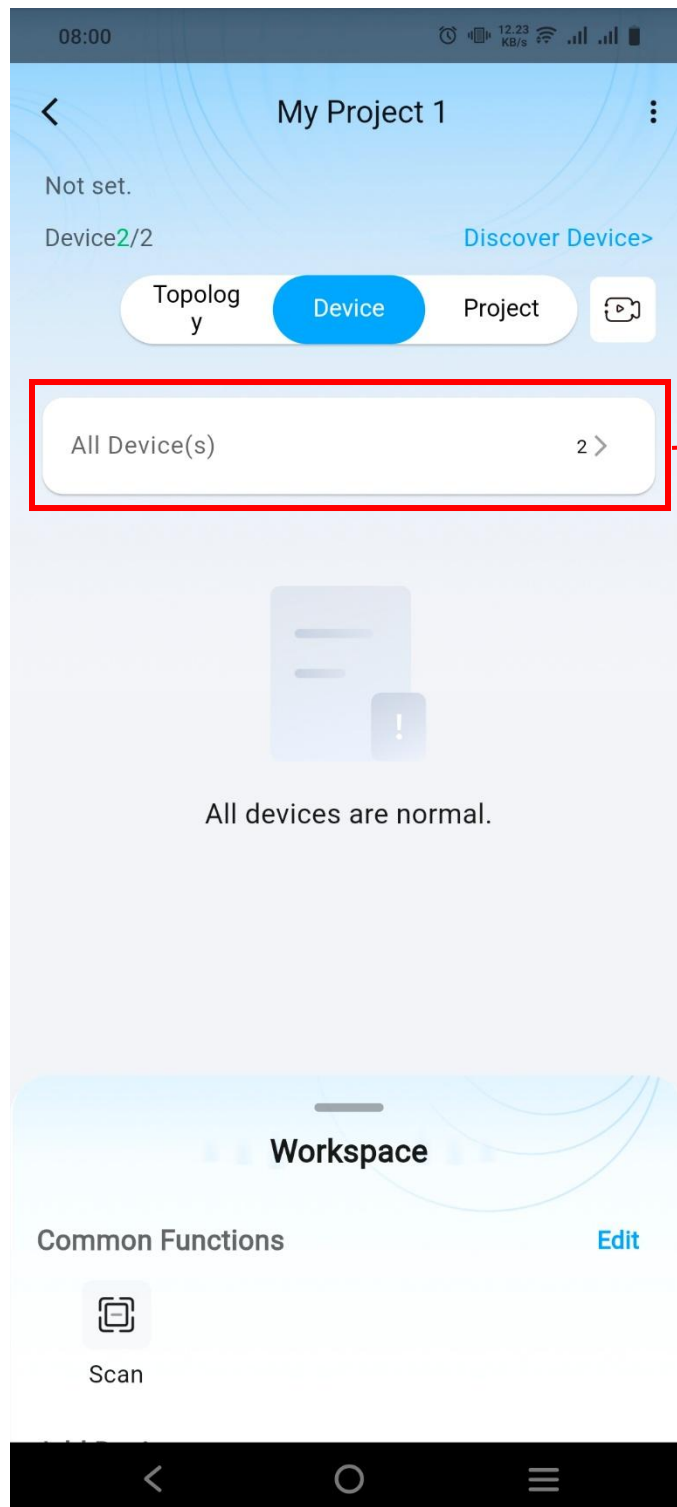 08:00
12.23
KB/s
My Project 1
Not set.
Device2/2
Discover Device>
Topolog
y
Device
Project
All Device(s)
2
!
All devices are normal.
Workspace
Common Functions
Edit
Scan